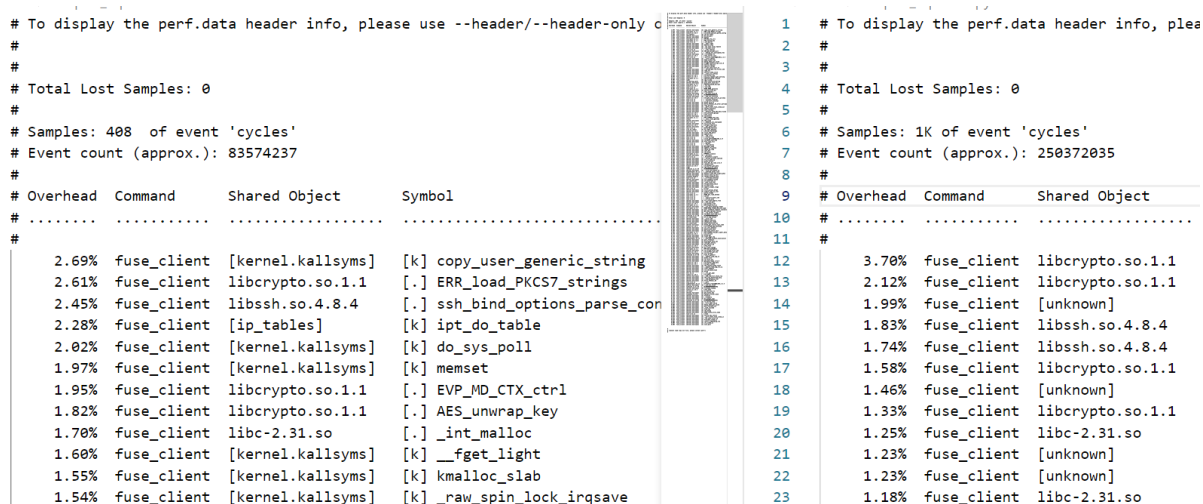 # To display the perf.data header info, please use --header/--header-only
#
#
# Total Lost Samples: 0
#
# Samples: 408  of event 'cycles'
# Event count (approx.): 83574237
#
# Overhead  Command      Shared Object       Symbol
# ........  ...........  ..................  ..............................
#
2.69%  fuse_client  [kernel.kallsyms]   [k] copy_user_generic_string
2.61%  fuse_client  libcrypto.so.1.1    [.] ERR_load_PKCS7_strings
2.45%  fuse_client  libssh.so.4.8.4     [.] ssh_bind_options_parse_con
2.28%  fuse_client  [ip_tables]         [k] ipt_do_table
2.02%  fuse_client  [kernel.kallsyms]   [k] do_sys_poll
1.97%  fuse_client  [kernel.kallsyms]   [k] memset
1.95%  fuse_client  libcrypto.so.1.1    [.] EVP_MD_CTX_ctrl
1.82%  fuse_client  libcrypto.so.1.1    [.] AES_unwrap_key
1.70%  fuse_client  libc-2.31.so        [.] _int_malloc
1.60%  fuse_client  [kernel.kallsyms]   [k] __fget_light
1.55%  fuse_client  [kernel.kallsyms]   [k] kmalloc_slab
1.54%  fuse_client  [kernel.kallsyms]   [k] _raw_spin_lock_irqsave
1 # To display the perf.data header info, plea
2 #
3 #
4 # Total Lost Samples: 0
5 #
6 # Samples: 1K of event 'cycles'
7 # Event count (approx.): 250372035
8 #
9 # Overhead  Command      Shared Object
10 # ........  ...........  ..................
11 #
12 3.70%  fuse_client  libcrypto.so.1.1
13 2.12%  fuse_client  libcrypto.so.1.1
14 1.99%  fuse_client  [unknown]
15 1.83%  fuse_client  libssh.so.4.8.4
16 1.74%  fuse_client  libssh.so.4.8.4
17 1.58%  fuse_client  libcrypto.so.1.1
18 1.46%  fuse_client  [unknown]
19 1.33%  fuse_client  libcrypto.so.1.1
20 1.25%  fuse_client  libc-2.31.so
21 1.23%  fuse_client  [unknown]
22 1.23%  fuse_client  [unknown]
23 1.18%  fuse_client  libc-2.31.so